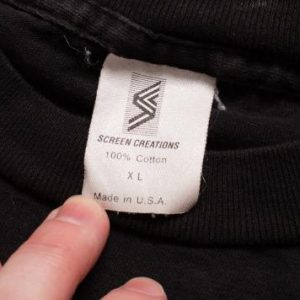 SCREEN CREATIONS
100% Cotton
X L
Made in U.S.A.